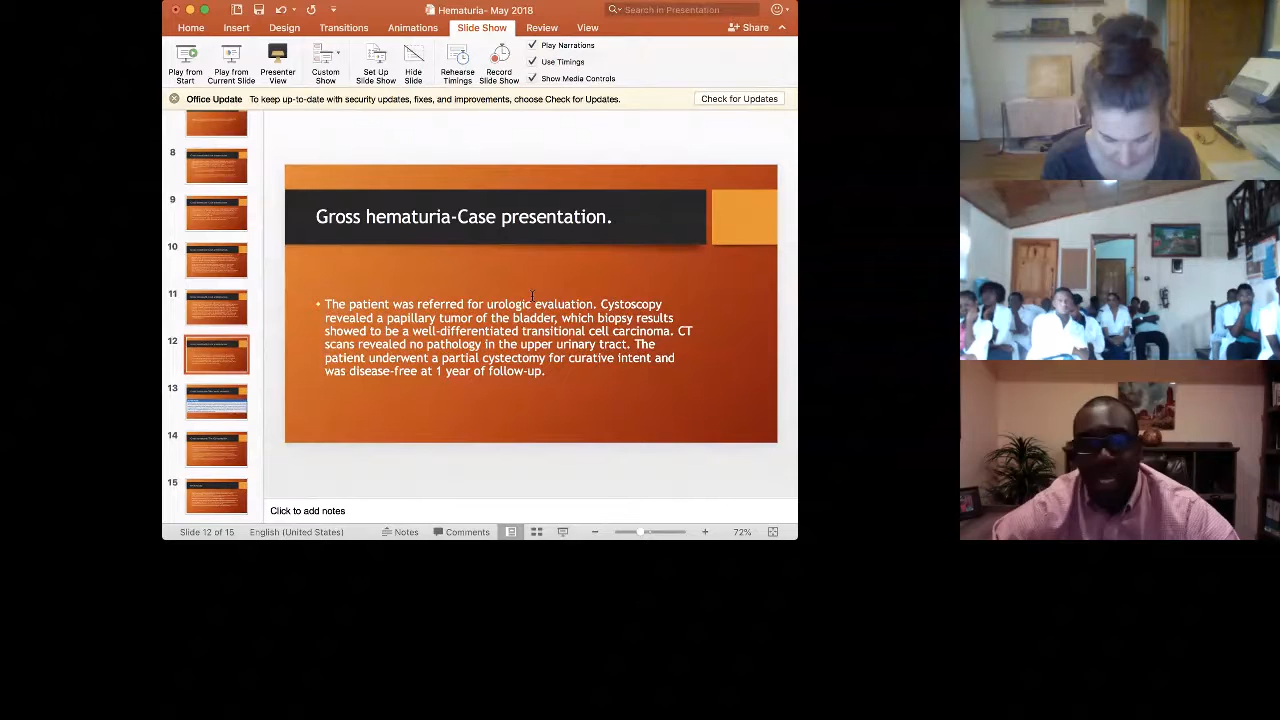 Hematuria- May 2018
Search in Presentation
Home Insert Design Transitions Animations Slide Show Review View Share
Play from Start
Play from Current Slide
Presenter View
Custom Show
Set Up Slide Show
Hide Slide
Rehearse Timings
Record Slide Show
Play Narrations
Use Timings
Show Media Controls
Office Update To keep up-to-date with security updates, fixes, and improvements, choose Check for Updates.
Check for Updates
8
9
10
11
12
13
14
15
Gross hematuria-Case presentation.
• The patient was referred for urologic evaluation. Cystoscopy
revealed a papillary tumor of the bladder, which biopsy results
showed to be a well-differentiated transitional cell carcinoma. CT
scans revealed no pathology in the upper urinary tract. The
patient underwent a partial cystectomy for curative intent and
was disease-free at 1 year of follow-up.
Click to add notes
Slide 12 of 15 English (United States) Notes Comments 72%